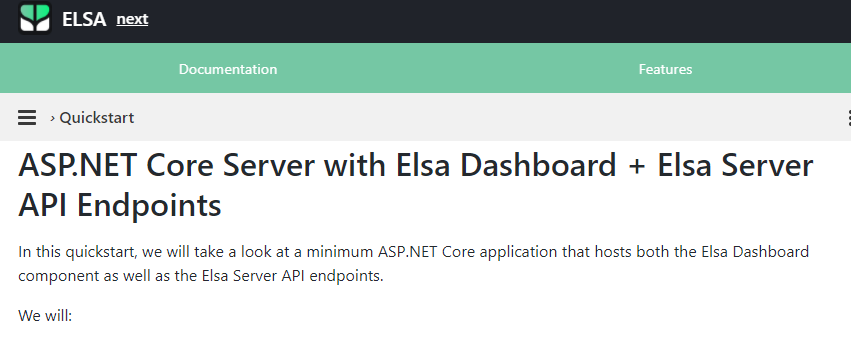 ELSA next
Documentation Features
› Quickstart
ASP.NET Core Server with Elsa Dashboard + Elsa Server
API Endpoints
In this quickstart, we will take a look at a minimum ASP.NET Core application that hosts both the Elsa Dashboard
component as well as the Elsa Server API endpoints.
We will: